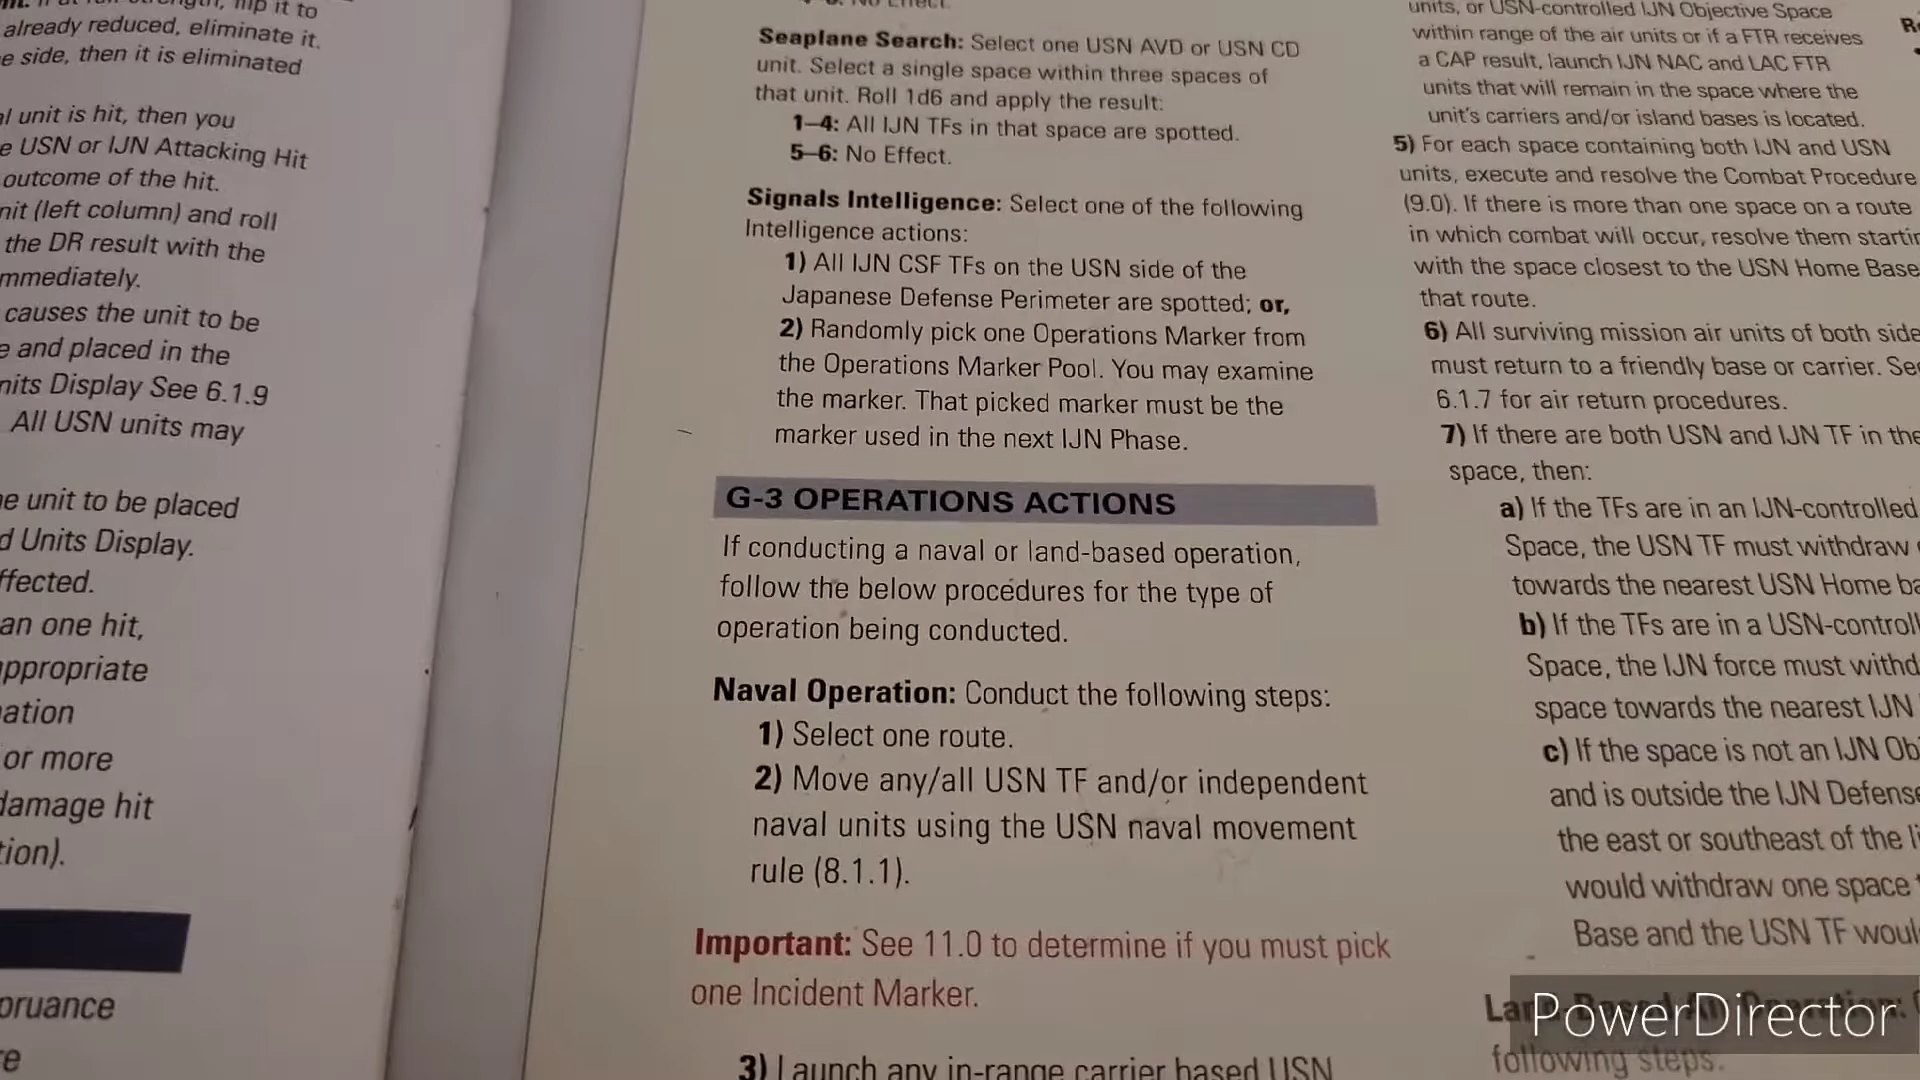 already reduced, eliminate it.
e side, then it is eliminated
al unit is hit, then you
e USN or IJN Attacking Hit
outcome of the hit.
nit (left column) and roll
the DR result with the
mmediately.
causes the unit to be
e and placed in the
nits Display See 6.1.9
All USN units may
e unit to be placed
d Units Display.
ffected.
an one hit,
appropriate
ation
or more
damage hit
tion).
pruance
re
Seaplane Search: Select one USN AVD or USN CD
unit. Select a single space within three spaces of
that unit. Roll 1d6 and apply the result:
1–4: All IJN TFs in that space are spotted.
5–6: No Effect.
Signals Intelligence: Select one of the following
Intelligence actions:
1) All IJN CSF TFs on the USN side of the
Japanese Defense Perimeter are spotted; or,
2) Randomly pick one Operations Marker from
the Operations Marker Pool. You may examine
the marker. That picked marker must be the
marker used in the next IJN Phase.
G-3 OPERATIONS ACTIONS
If conducting a naval or land-based operation,
follow the below procedures for the type of
operation being conducted.
Naval Operation: Conduct the following steps:
1) Select one route.
2) Move any/all USN TF and/or independent
naval units using the USN naval movement
rule (8.1.1).
Important: See 11.0 to determine if you must pick
one Incident Marker.
3) Launch any in-range carrier based USN
units, or USN-controlled IJN Objective Space
within range of the air units or if a FTR receives
a CAP result, launch IJN NAC and LAC FTR
units that will remain in the space where the
unit's carriers and/or island bases is located.
5) For each space containing both IJN and USN
units, execute and resolve the Combat Procedure
(9.0). If there is more than one space on a route
in which combat will occur, resolve them startin
with the space closest to the USN Home Base
that route.
6) All surviving mission air units of both side
must return to a friendly base or carrier. See
6.1.7 for air return procedures.
7) If there are both USN and IJN TF in the
space, then:
a) If the TFs are in an IJN-controlled
Space, the USN TF must withdraw
towards the nearest USN Home ba
b) If the TFs are in a USN-controll
Space, the IJN force must withd
space towards the nearest IJN
c) If the space is not an IJN Ob
and is outside the IJN Defense
the east or southeast of the li
would withdraw one space
Base and the USN TF woul
following steps.
PowerDirector